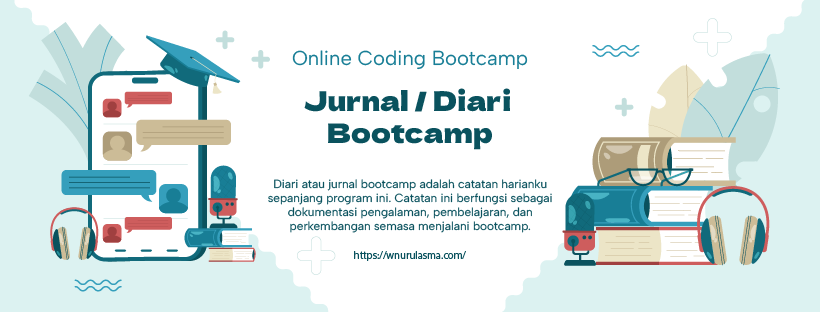 Online Coding Bootcamp
Jurnal / Diari
Bootcamp
Diari atau jurnal bootcamp adalah catatan harianku
sepanjang program ini. Catatan ini berfungsi sebagai
dokumentasi pengalaman, pembelajaran, dan
perkembangan semasa menjalani bootcamp.
https://wnurulasma.com/